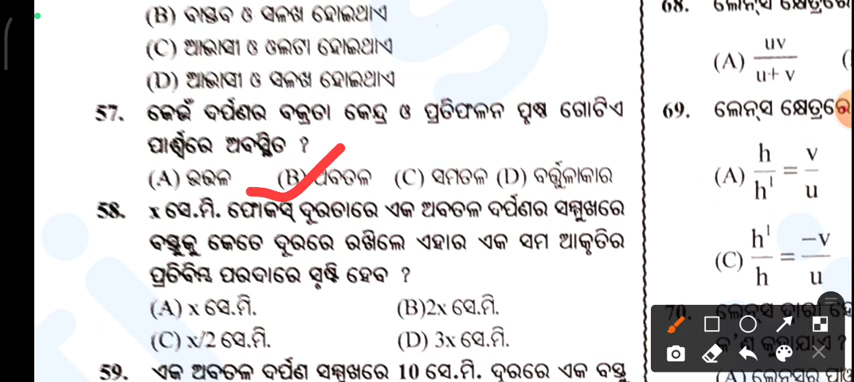 (B) ବାସ୍ତବ ଓ ସଳଖ ହୋଇଥାଏ
(C) ଆଭାସୀ ଓ ଓଲଟା ହୋଇଥାଏ
(D) ଆଭାସୀ ଓ ସଳଖ ହୋଇଥାଏ
57. କେଉଁ ଦର୍ପଣର ବକ୍ରତା କେନ୍ଦ୍ର ଓ ପ୍ରତିଫଳନ ପୃଷ୍ଠ ଗୋଟିଏ
ପାର୍ଶ୍ୱରେ ଅବସ୍ଥିତ ?
(A) ଉତ୍ତଳ (B) ଅବତଳ (C) ସମତଳ (D) ବର୍ତ୍ତୁଳାକାର
58. x ସେ.ମି. ଫୋକସ୍ ଦୂରତାରେ ଏକ ଅବତଳ ଦର୍ପଣର ସମ୍ମୁଖରେ
ବସ୍ତୁକୁ କେତେ ଦୂରରେ ରଖିଲେ ଏହାର ଏକ ସମ ଆକୃତିର
ପ୍ରତିବିମ୍ବ ପରଦାରେ ସୃଷ୍ଟି ହେବ ?
(A) x ସେ.ମି. (B)2x ସେ.ମି.
(C) x/2 ସେ.ମି. (D) 3x ସେ.ମି.
59. ଏକ ଅବତଳ ଦର୍ପଣ ସମ୍ମୁଖରେ 10 ସେ.ମି. ଦୂରରେ ଏକ ବସ୍ତୁ
68. ଲେନ୍ସ କ୍ଷେତ୍ରରେ
(A) uv / u+ v (
69. ଲେନ୍ସ କ୍ଷେତ୍ରରେ
(A) h / h¹ = v / u
(C) h¹ / h = -v / u
70.